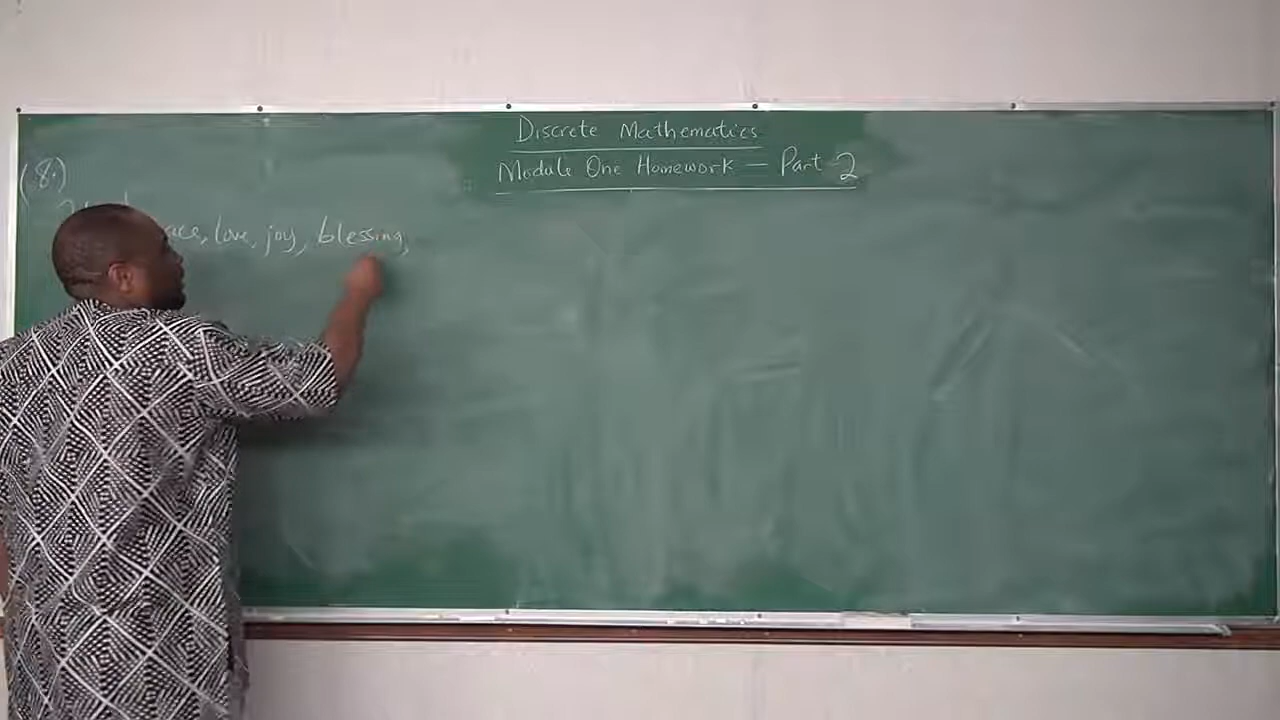 Discrete Mathematics
Module One Homework — Part 2
(8.)
love, joy, blessing,